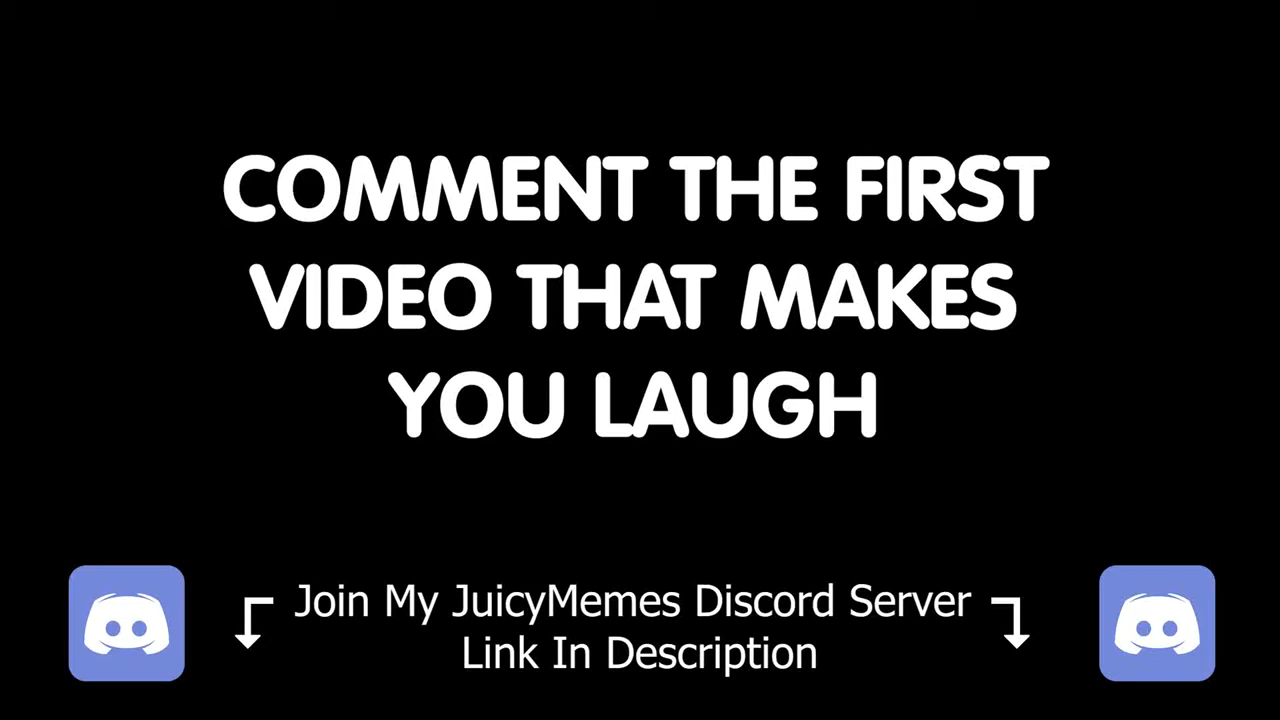 COMMENT THE FIRST
VIDEO THAT MAKES
YOU LAUGH
Join My JuicyMemes Discord Server
Link In Description